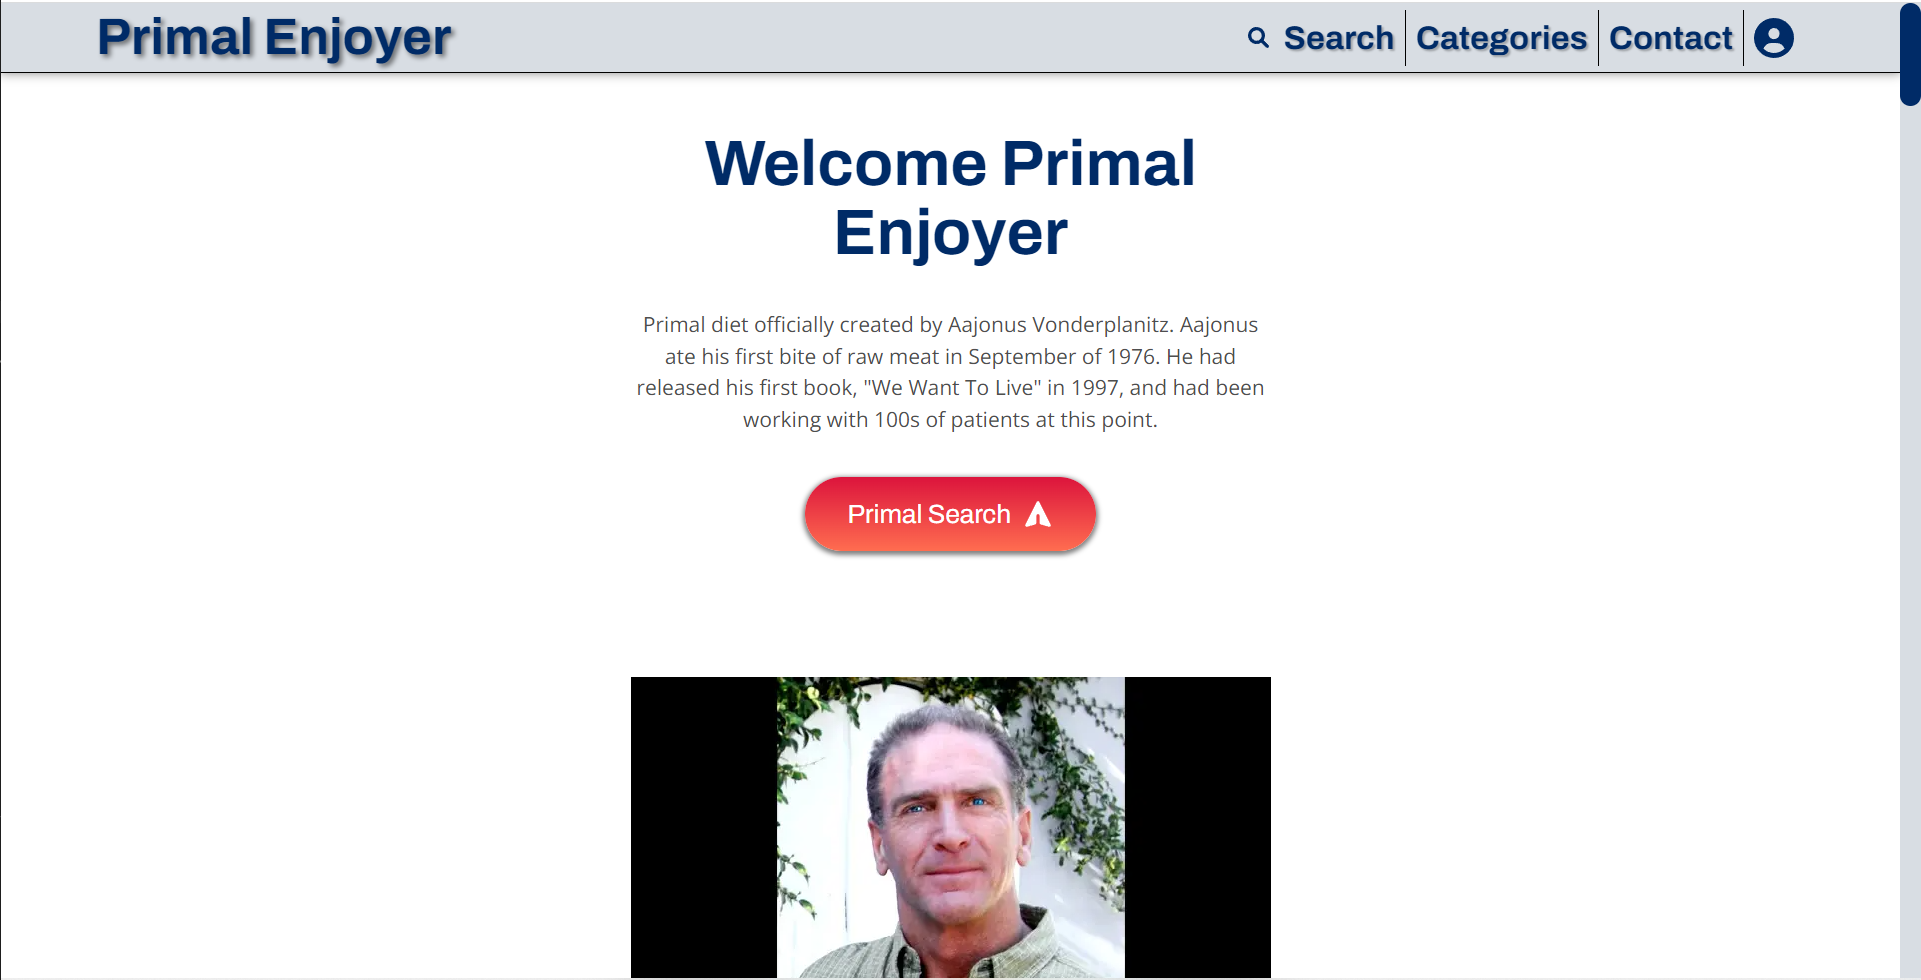 Primal Enjoyer
Search
Categories
Contact
Welcome Primal
Enjoyer
Primal diet officially created by Aajonus Vonderplanitz. Aajonus
ate his first bite of raw meat in September of 1976. He had
released his first book, "We Want To Live" in 1997, and had been
working with 100s of patients at this point.
Primal Search